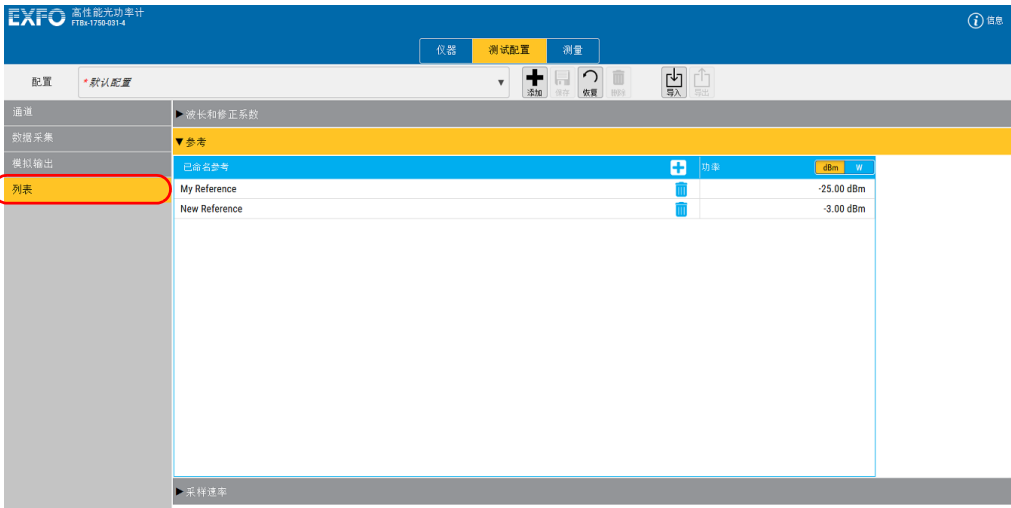 EXFO 高性能光功率计
FTBx-1750-031-4
信息
仪器 测试配置 测量
配置 *默认配置
添加 保存 恢复 删除 导入 导出
通道
数据采集
模拟输出
列表
波长和修正系数
参考
已命名参考 功率 dBm W
My Reference -25.00 dBm
New Reference -3.00 dBm
采样速率